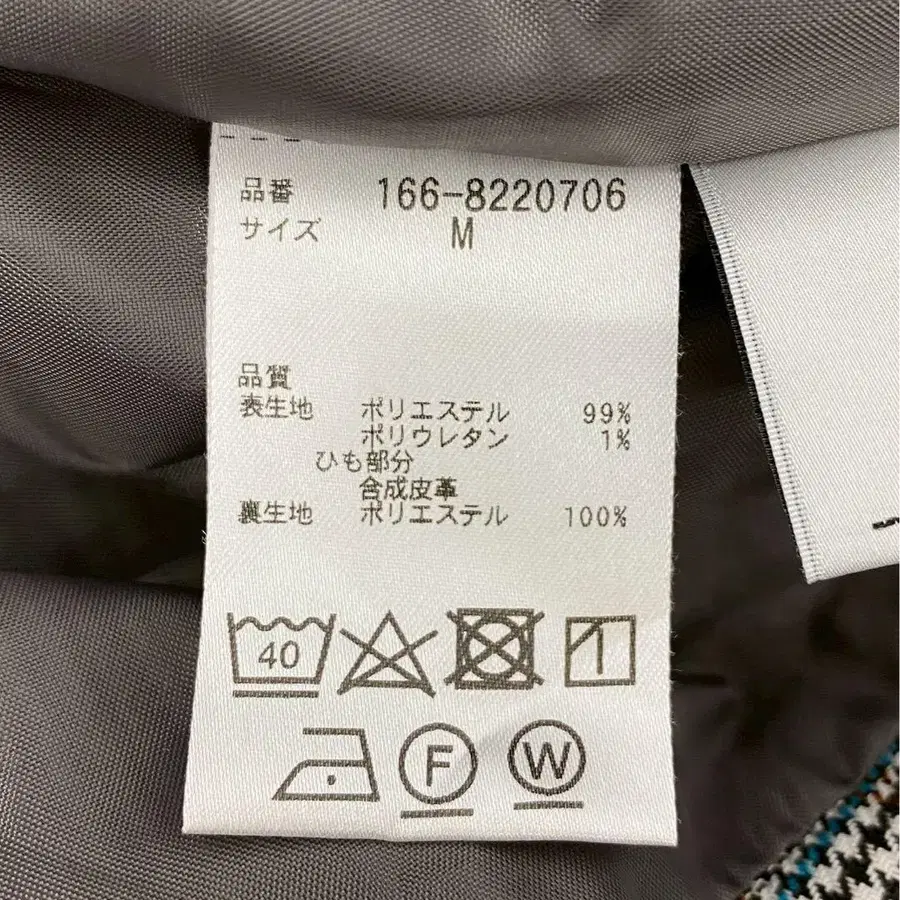 品番 166-8220706
サイズ M
品質
表生地 ポリエステル 99%
ポリウレタン 1%
ひも部分
合成皮革
裏生地 ポリエステル 100%
40
F W